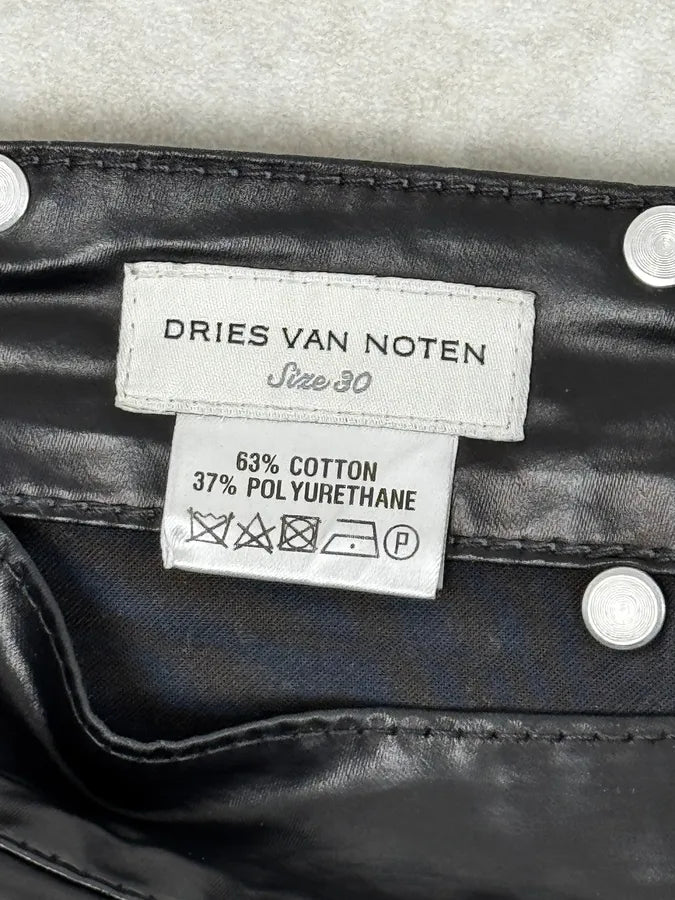 DRIES VAN NOTEN
Size 30
63% COTTON
37% POLYURETHANE
P